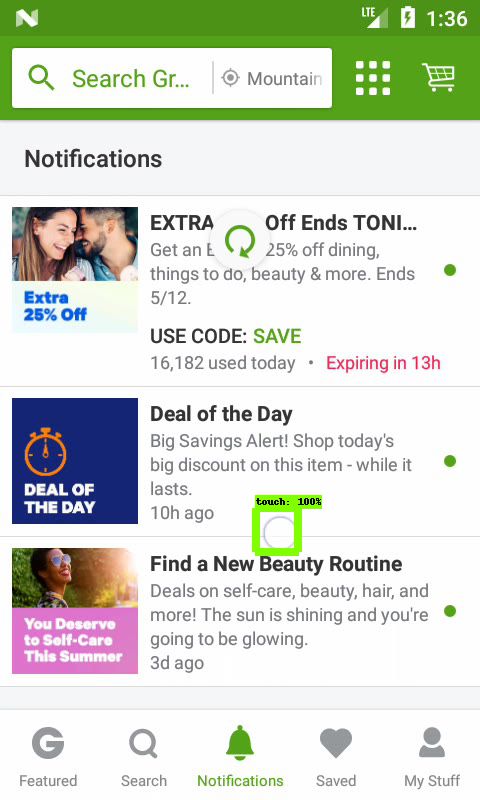 LTE
1:36
Search Gr...
Mountain
Notifications
EXTRA Off Ends TONI...
Get an E 25% off dining,
things to do, beauty & more. Ends
5/12.
Extra
25% Off
USE CODE: SAVE
16,182 used today • Expiring in 13h
Deal of the Day
Big Savings Alert! Shop today's
big discount on this item - while it
lasts.
10h ago
DEAL OF
THE DAY
touch: 100%
Find a New Beauty Routine
Deals on self-care, beauty, hair, and
more! The sun is shining and you're
going to be glowing.
3d ago
You Deserve
to Self-Care
This Summer
G
Featured
Search
Notifications
Saved
My Stuff